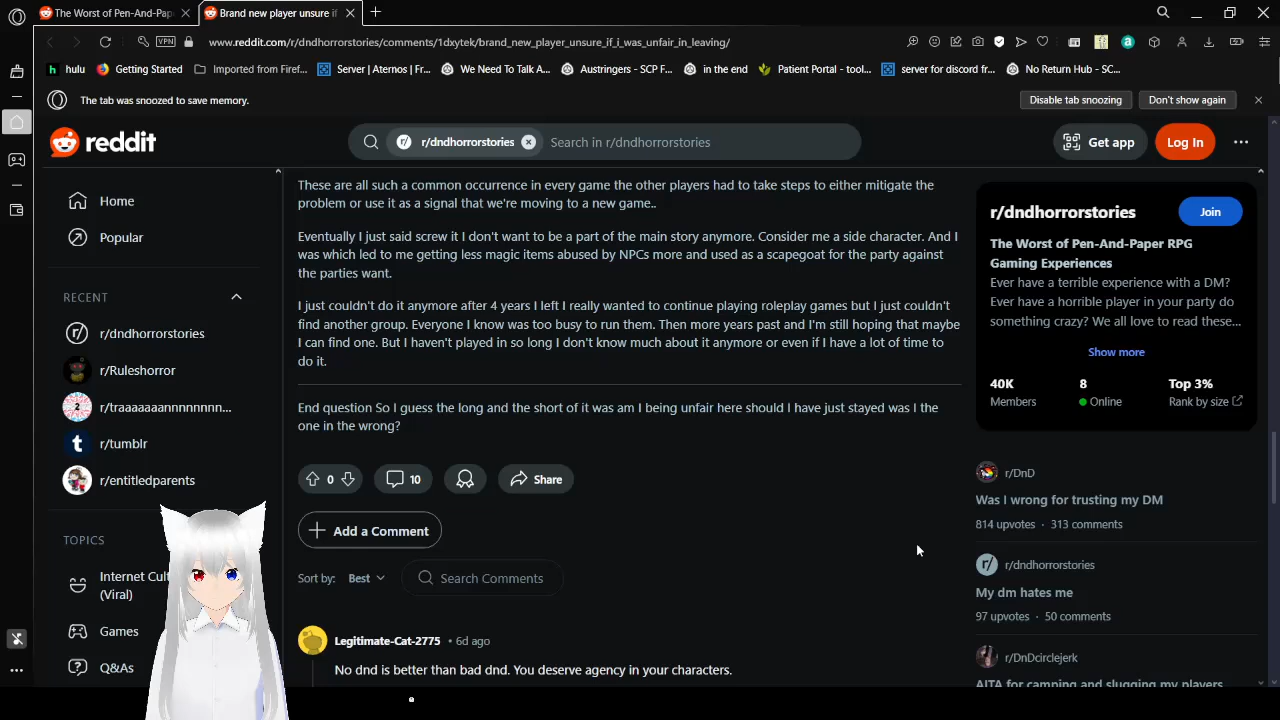 The Worst of Pen-And-Pap
Brand new player unsure if
VPN
www.reddit.com/r/dndhorrorstories/comments/1dxytek/brand_new_player_unsure_if_i_was_unfair_in_leaving/
hulu
Getting Started
Imported from Firef...
Server | Aternos | Fr...
We Need To Talk A...
Austringers - SCP F...
in the end
Patient Portal - tool...
server for discord fr...
No Return Hub - SC...
The tab was snoozed to save memory.
Disable tab snoozing
Don't show again
reddit
r/dndhorrorstories
Search in r/dndhorrorstories
Get app
Log In
Home
Popular
RECENT
r/dndhorrorstories
r/Ruleshorror
r/traaaaaaannnnnnnn...
r/tumblr
r/entitledparents
TOPICS
Internet Cul
(Viral)
Games
Q&As
These are all such a common occurrence in every game the other players had to take steps to either mitigate the
problem or use it as a signal that we're moving to a new game..
Eventually I just said screw it I don't want to be a part of the main story anymore. Consider me a side character. And I
was which led to me getting less magic items abused by NPCs more and used as a scapegoat for the party against
the parties want.
I just couldn't do it anymore after 4 years I left I really wanted to continue playing roleplay games but I just couldn't
find another group. Everyone I know was too busy to run them. Then more years past and I'm still hoping that maybe
I can find one. But I haven't played in so long I don't know much about it anymore or even if I have a lot of time to
do it.
End question So I guess the long and the short of it was am I being unfair here should I have just stayed was I the
one in the wrong?
0
10
Share
Add a Comment
Sort by:
Best
Search Comments
Legitimate-Cat-2775 • 6d ago
No dnd is better than bad dnd. You deserve agency in your characters.
r/dndhorrorstories
Join
The Worst of Pen-And-Paper RPG
Gaming Experiences
Ever have a terrible experience with a DM?
Ever have a horrible player in your party do
something crazy? We all love to read these...
Show more
40K
Members
8
Online
Top 3%
Rank by size
r/DnD
Was I wrong for trusting my DM
814 upvotes · 313 comments
r/dndhorrorstories
My dm hates me
97 upvotes · 50 comments
r/DnDcirclejerk
AITA for camping and slugging my players